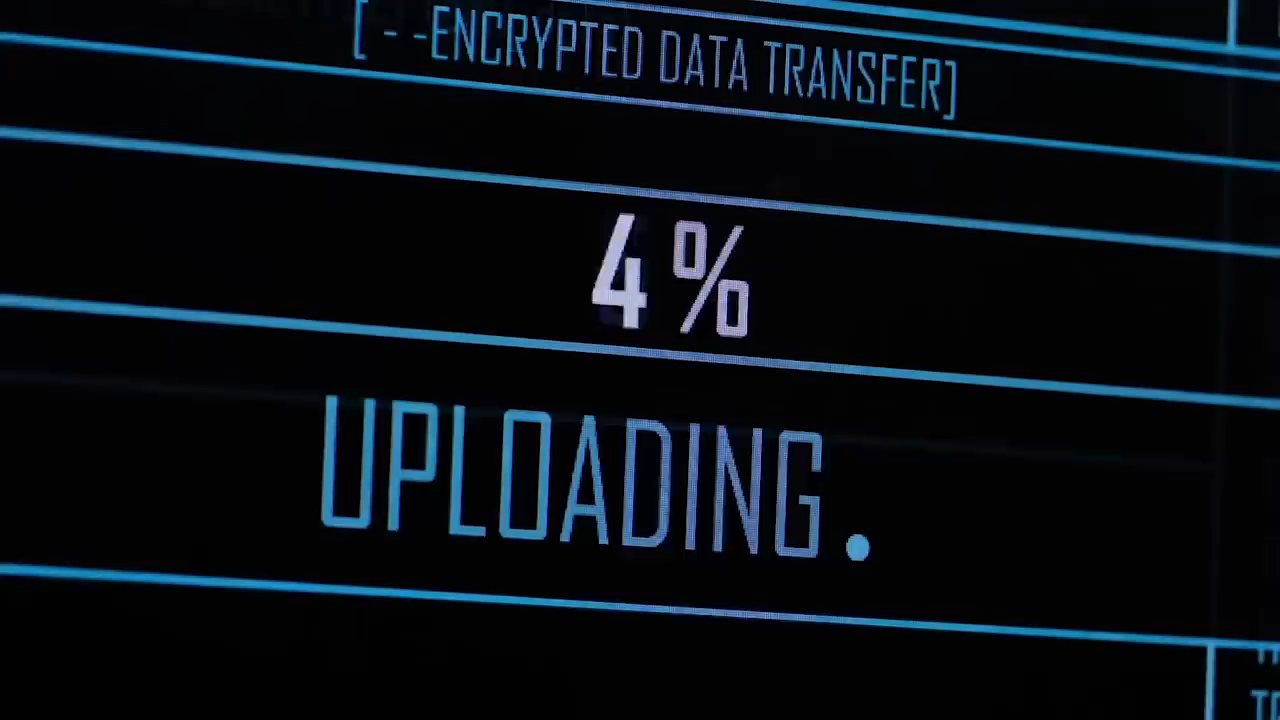 [--ENCRYPTED DATA TRANSFER]
4%
UPLOADING.